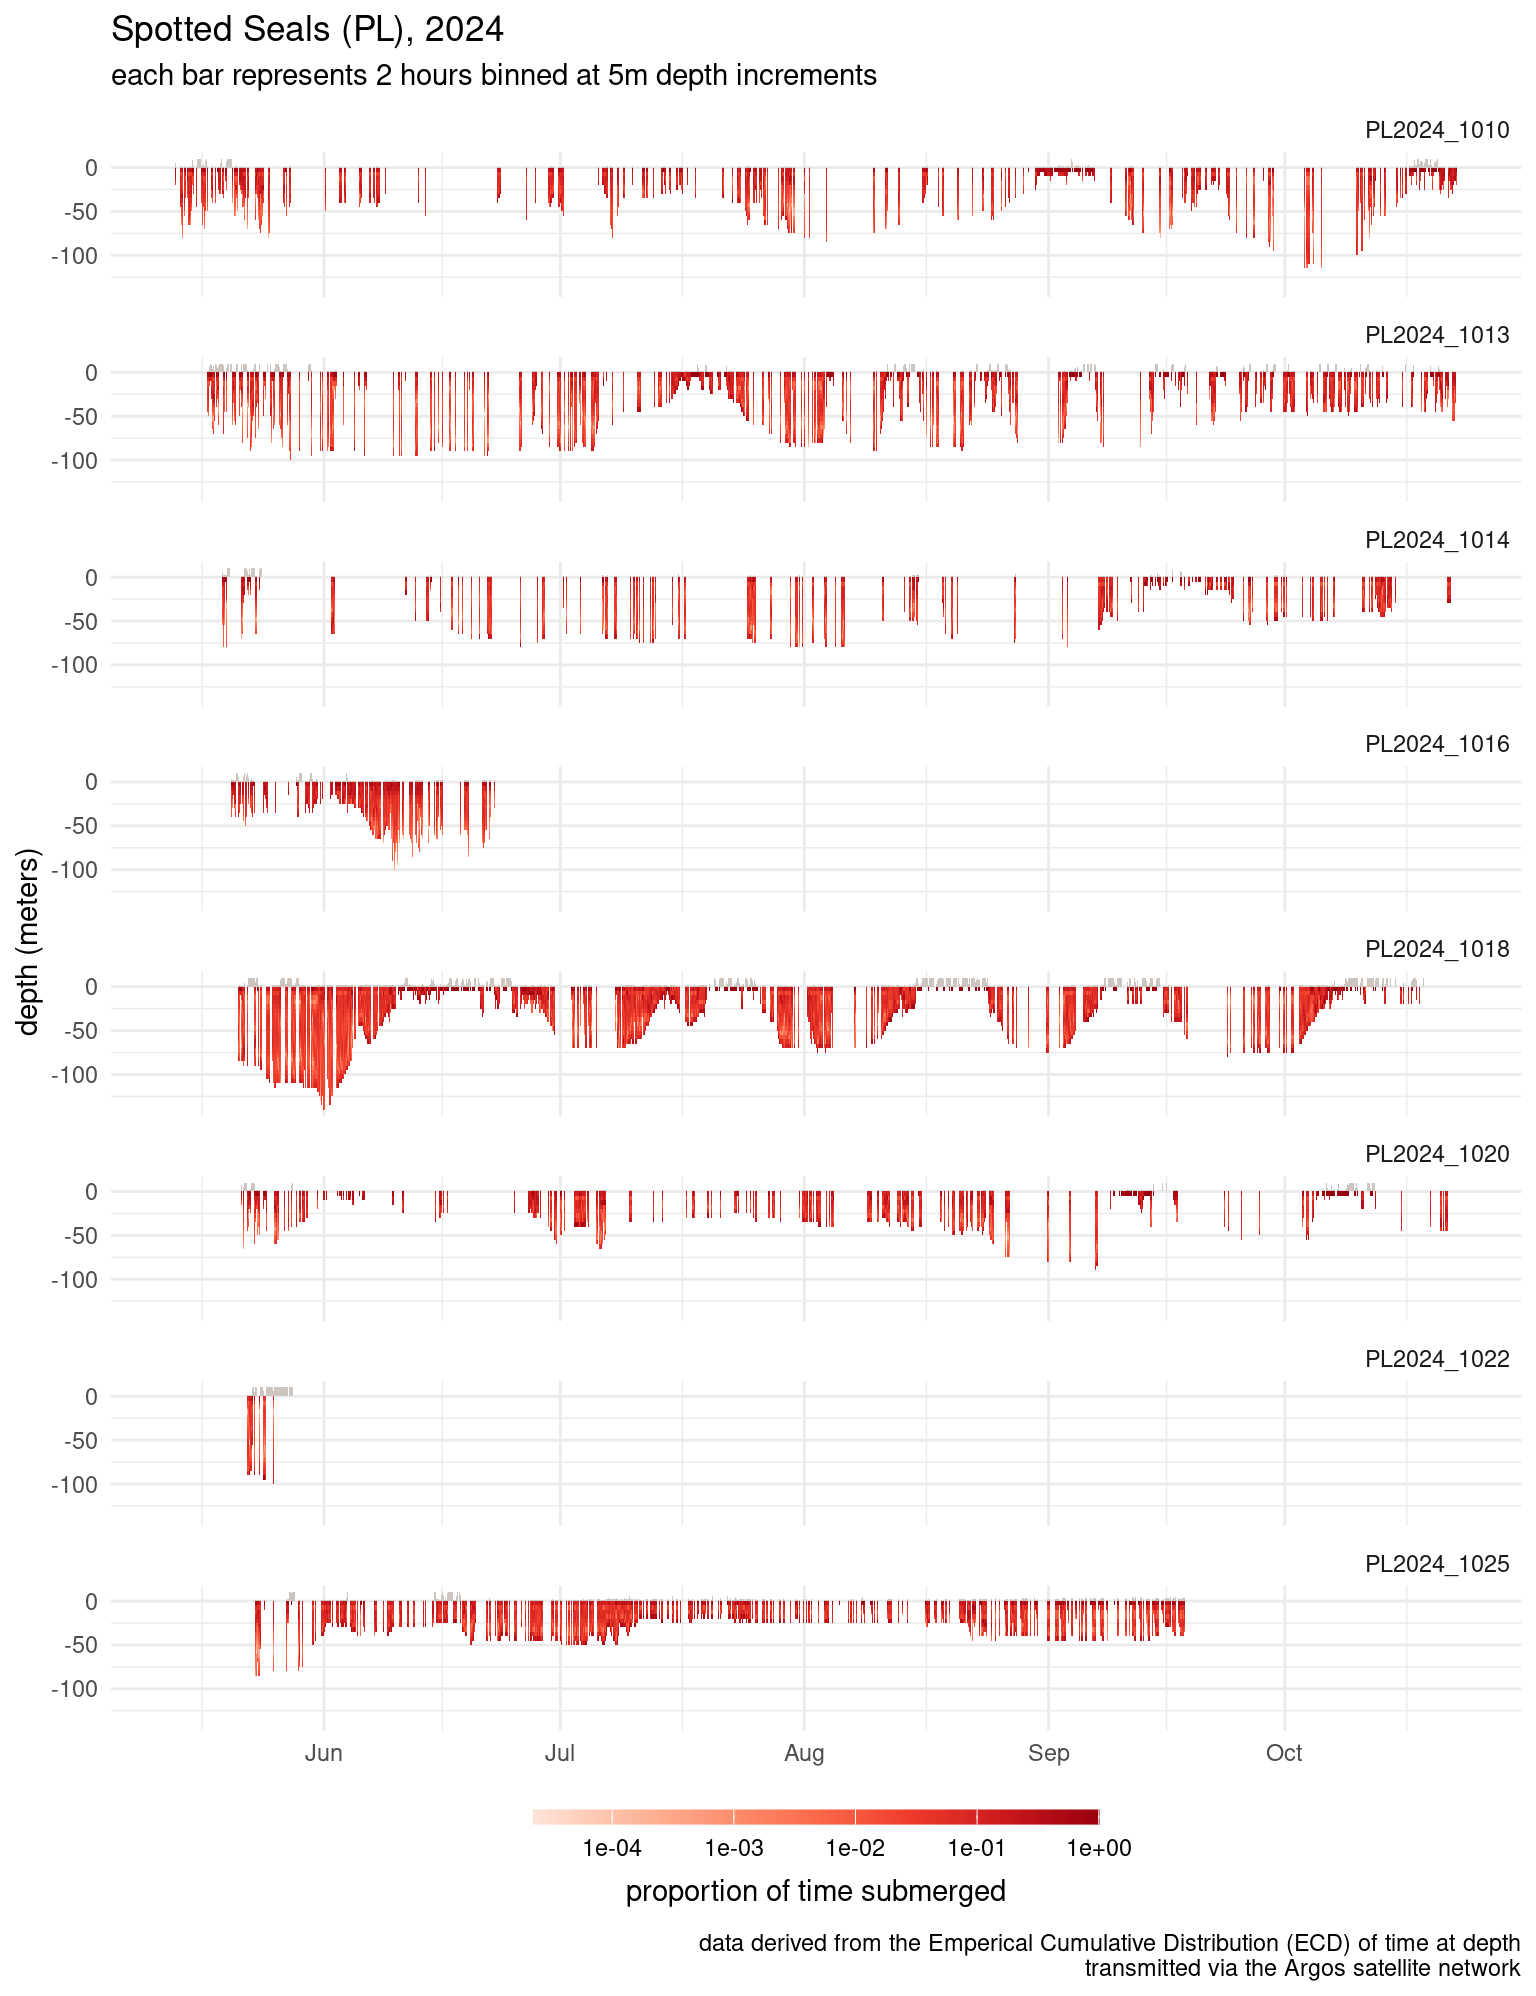 Spotted Seals (PL), 2024
each bar represents 2 hours binned at 5m depth increments
PL2024_1010
0
-50
-100
PL2024_1013
0
-50
-100
PL2024_1014
0
-50
-100
PL2024_1016
0
-50
-100
depth (meters)
PL2024_1018
0
-50
-100
PL2024_1020
0
-50
-100
PL2024_1022
0
-50
-100
PL2024_1025
0
-50
-100
Jun Jul Aug Sep Oct
1e-04 1e-03 1e-02 1e-01 1e+00
proportion of time submerged
data derived from the Emperical Cumulative Distribution (ECD) of time at depth
transmitted via the Argos satellite network